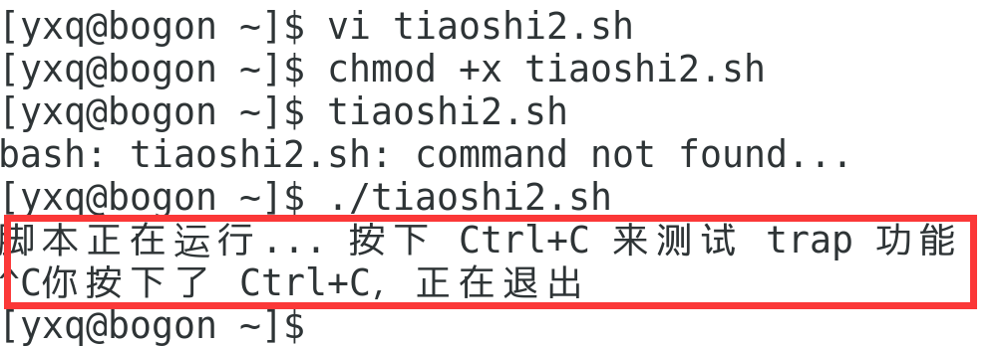 [yxq@bogon ~]$ vi tiaoshi2.sh
[yxq@bogon ~]$ chmod +x tiaoshi2.sh
[yxq@bogon ~]$ tiaoshi2.sh
bash: tiaoshi2.sh: command not found...
[yxq@bogon ~]$ ./tiaoshi2.sh
脚本正在运行... 按下 Ctrl+C 来测试 trap 功能
^C你按下了 Ctrl+C, 正在退出
[yxq@bogon ~]$